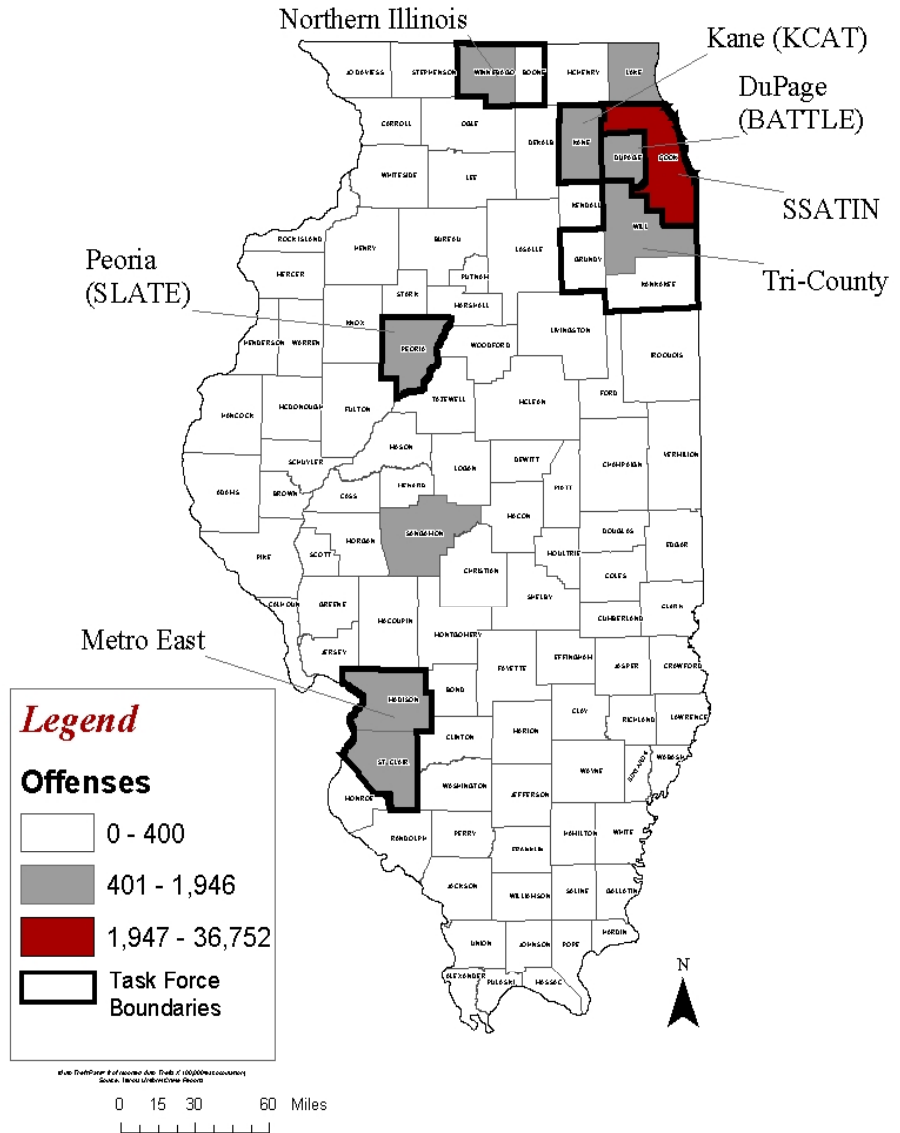 Northern Illinois
Kane (KCAT)
DuPage
(BATTLE)
SSATIN
Tri-County
Peoria
(SLATE)
Metro East
JO DAVIESS
STEPHENSON
WINNEBAGO
BOONE
MCHENRY
LAKE
CARROLL
OGLE
DEKALB
KANE
DUPAGE
COOK
WHITESIDE
LEE
KENDALL
WILL
ROCK ISLAND
HENRY
BUREAU
LASALLE
GRUNDY
MERCER
PUTNAM
KANKAKEE
STARK
MARSHALL
KNOX
LIVINGSTON
HENDERSON
WARREN
PEORIA
WOODFORD
IROQUOIS
HANCOCK
MCDONOUGH
FULTON
TAZEWELL
MCLEAN
FORD
MASON
SCHUYLER
LOGAN
DEWITT
CHAMPAIGN
VERMILION
ADAMS
BROWN
CASS
MENARD
PIATT
MACON
SANGAMON
DOUGLAS
EDGAR
PIKE
SCOTT
MORGAN
MOULTRIE
CHRISTIAN
COLES
CALHOUN
GREENE
SHELBY
CLARK
MACOUPIN
CUMBERLAND
MONTGOMERY
JERSEY
FAYETTE
EFFINGHAM
JASPER
CRAWFORD
MADISON
BOND
CLAY
RICHLAND
LAWRENCE
CLINTON
MARION
ST. CLAIR
WAYNE
EDWARDS
WABASH
MONROE
WASHINGTON
JEFFERSON
RANDOLPH
PERRY
HAMILTON
WHITE
FRANKLIN
JACKSON
WILLIAMSON
SALINE
GALLATIN
UNION
JOHNSON
POPE
HARDIN
ALEXANDER
PULASKI
MASSAC
Legend
Offenses
0 - 400
401 - 1,946
1,947 - 36,752
Task Force
Boundaries
N
0 15 30 60 Miles